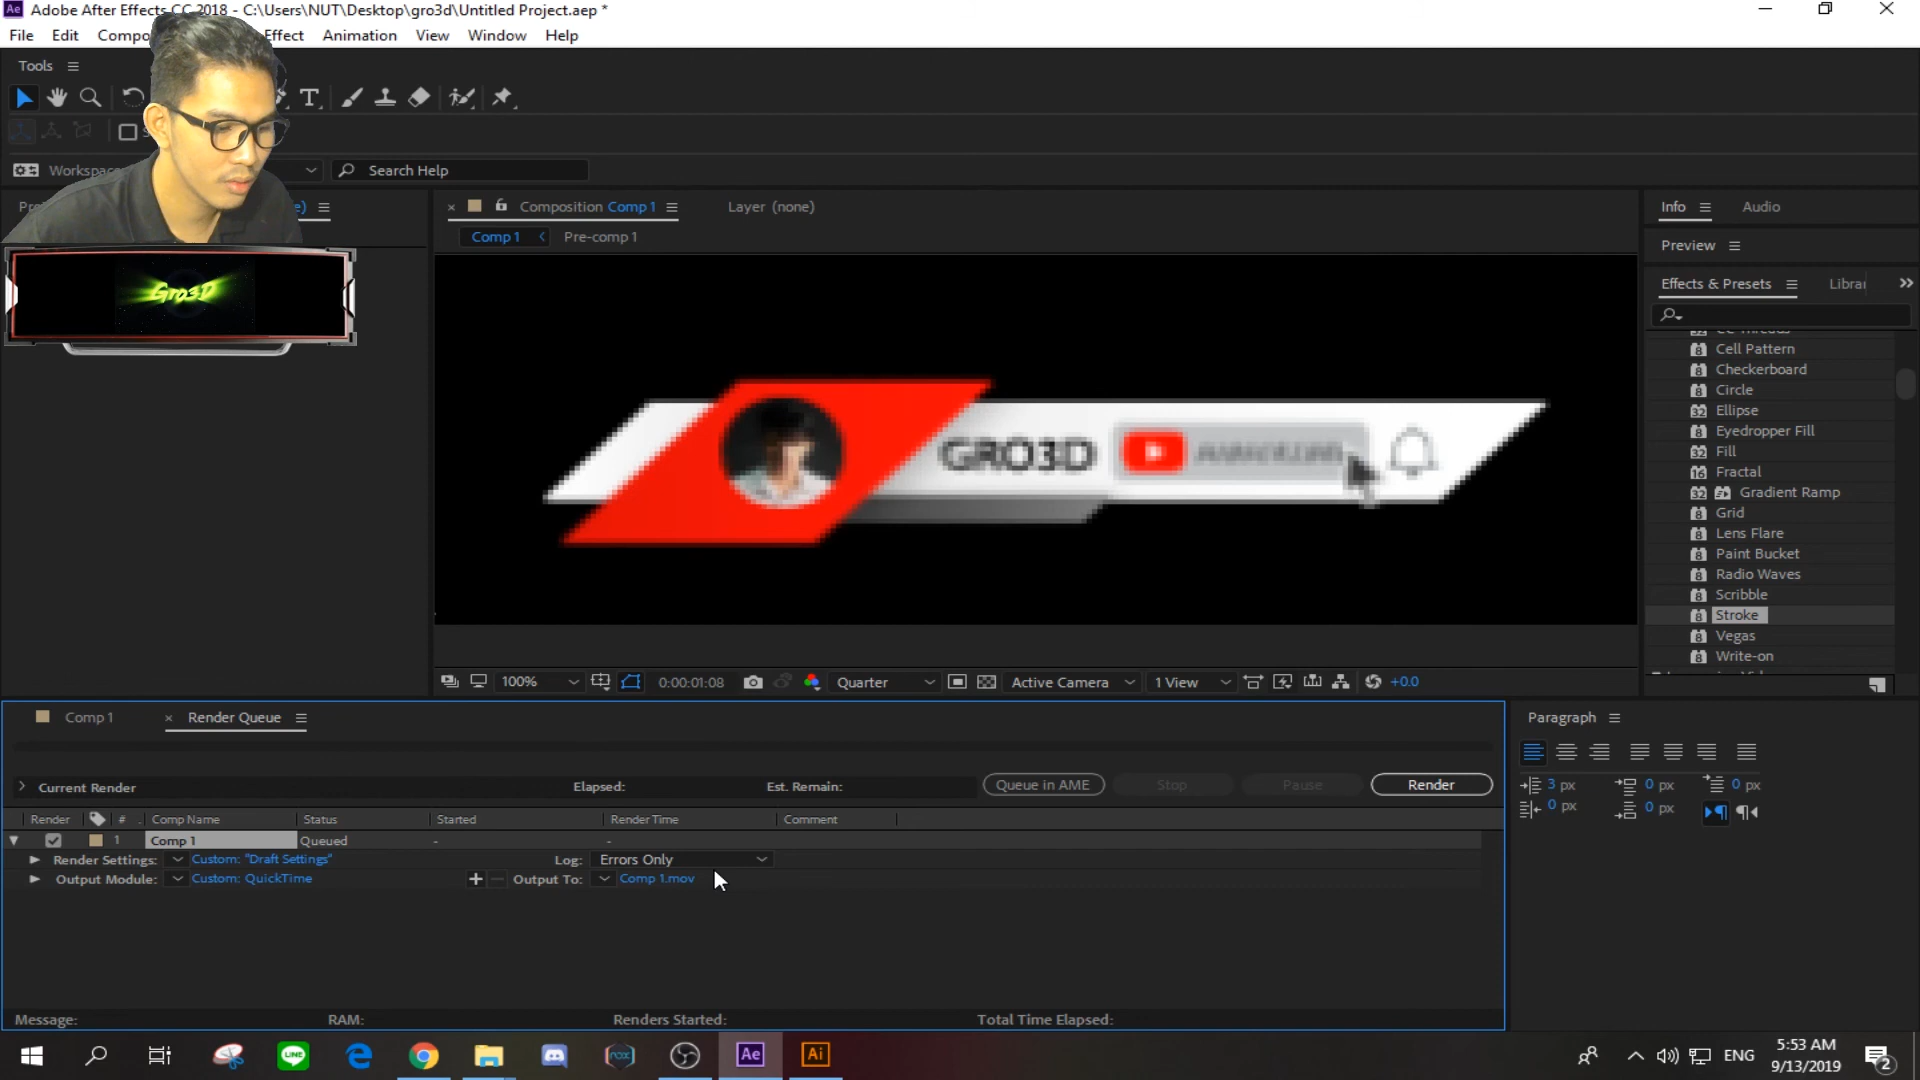 Adobe After Effects CC 2018 - C:\Users\NUT\Desktop\gro3d\Untitled Project.aep *
File Edit Effect Animation View Window Help
Tools
Search Help
Composition Comp 1
Layer (none)
Comp 1
Pre-comp 1
Gro3D
GRO3D
100%
0:00:01:08
Quarter
Active Camera
1 View
+0.0
Info
Audio
Preview
Effects & Presets
Cell Pattern
Checkerboard
Circle
Ellipse
Eyedropper Fill
Fill
Fractal
Gradient Ramp
Grid
Lens Flare
Paint Bucket
Radio Waves
Scribble
Stroke
Vegas
Write-on
Comp 1
Render Queue
Current Render
Elapsed:
Est. Remain:
Queue in AME
Stop
Pause
Render
Render # Comp Name Status Started Render Time Comment
1 Comp 1 Queued - -
Render Settings: Custom: "Draft Settings" Log: Errors Only
Output Module: Custom: QuickTime Output To: Comp 1.mov
Message: RAM: Renders Started: Total Time Elapsed:
Paragraph
3 px 0 px 0 px
0 px 0 px
LINE
nox
Ae
Ai
ENG
5:53 AM
9/13/2019
2